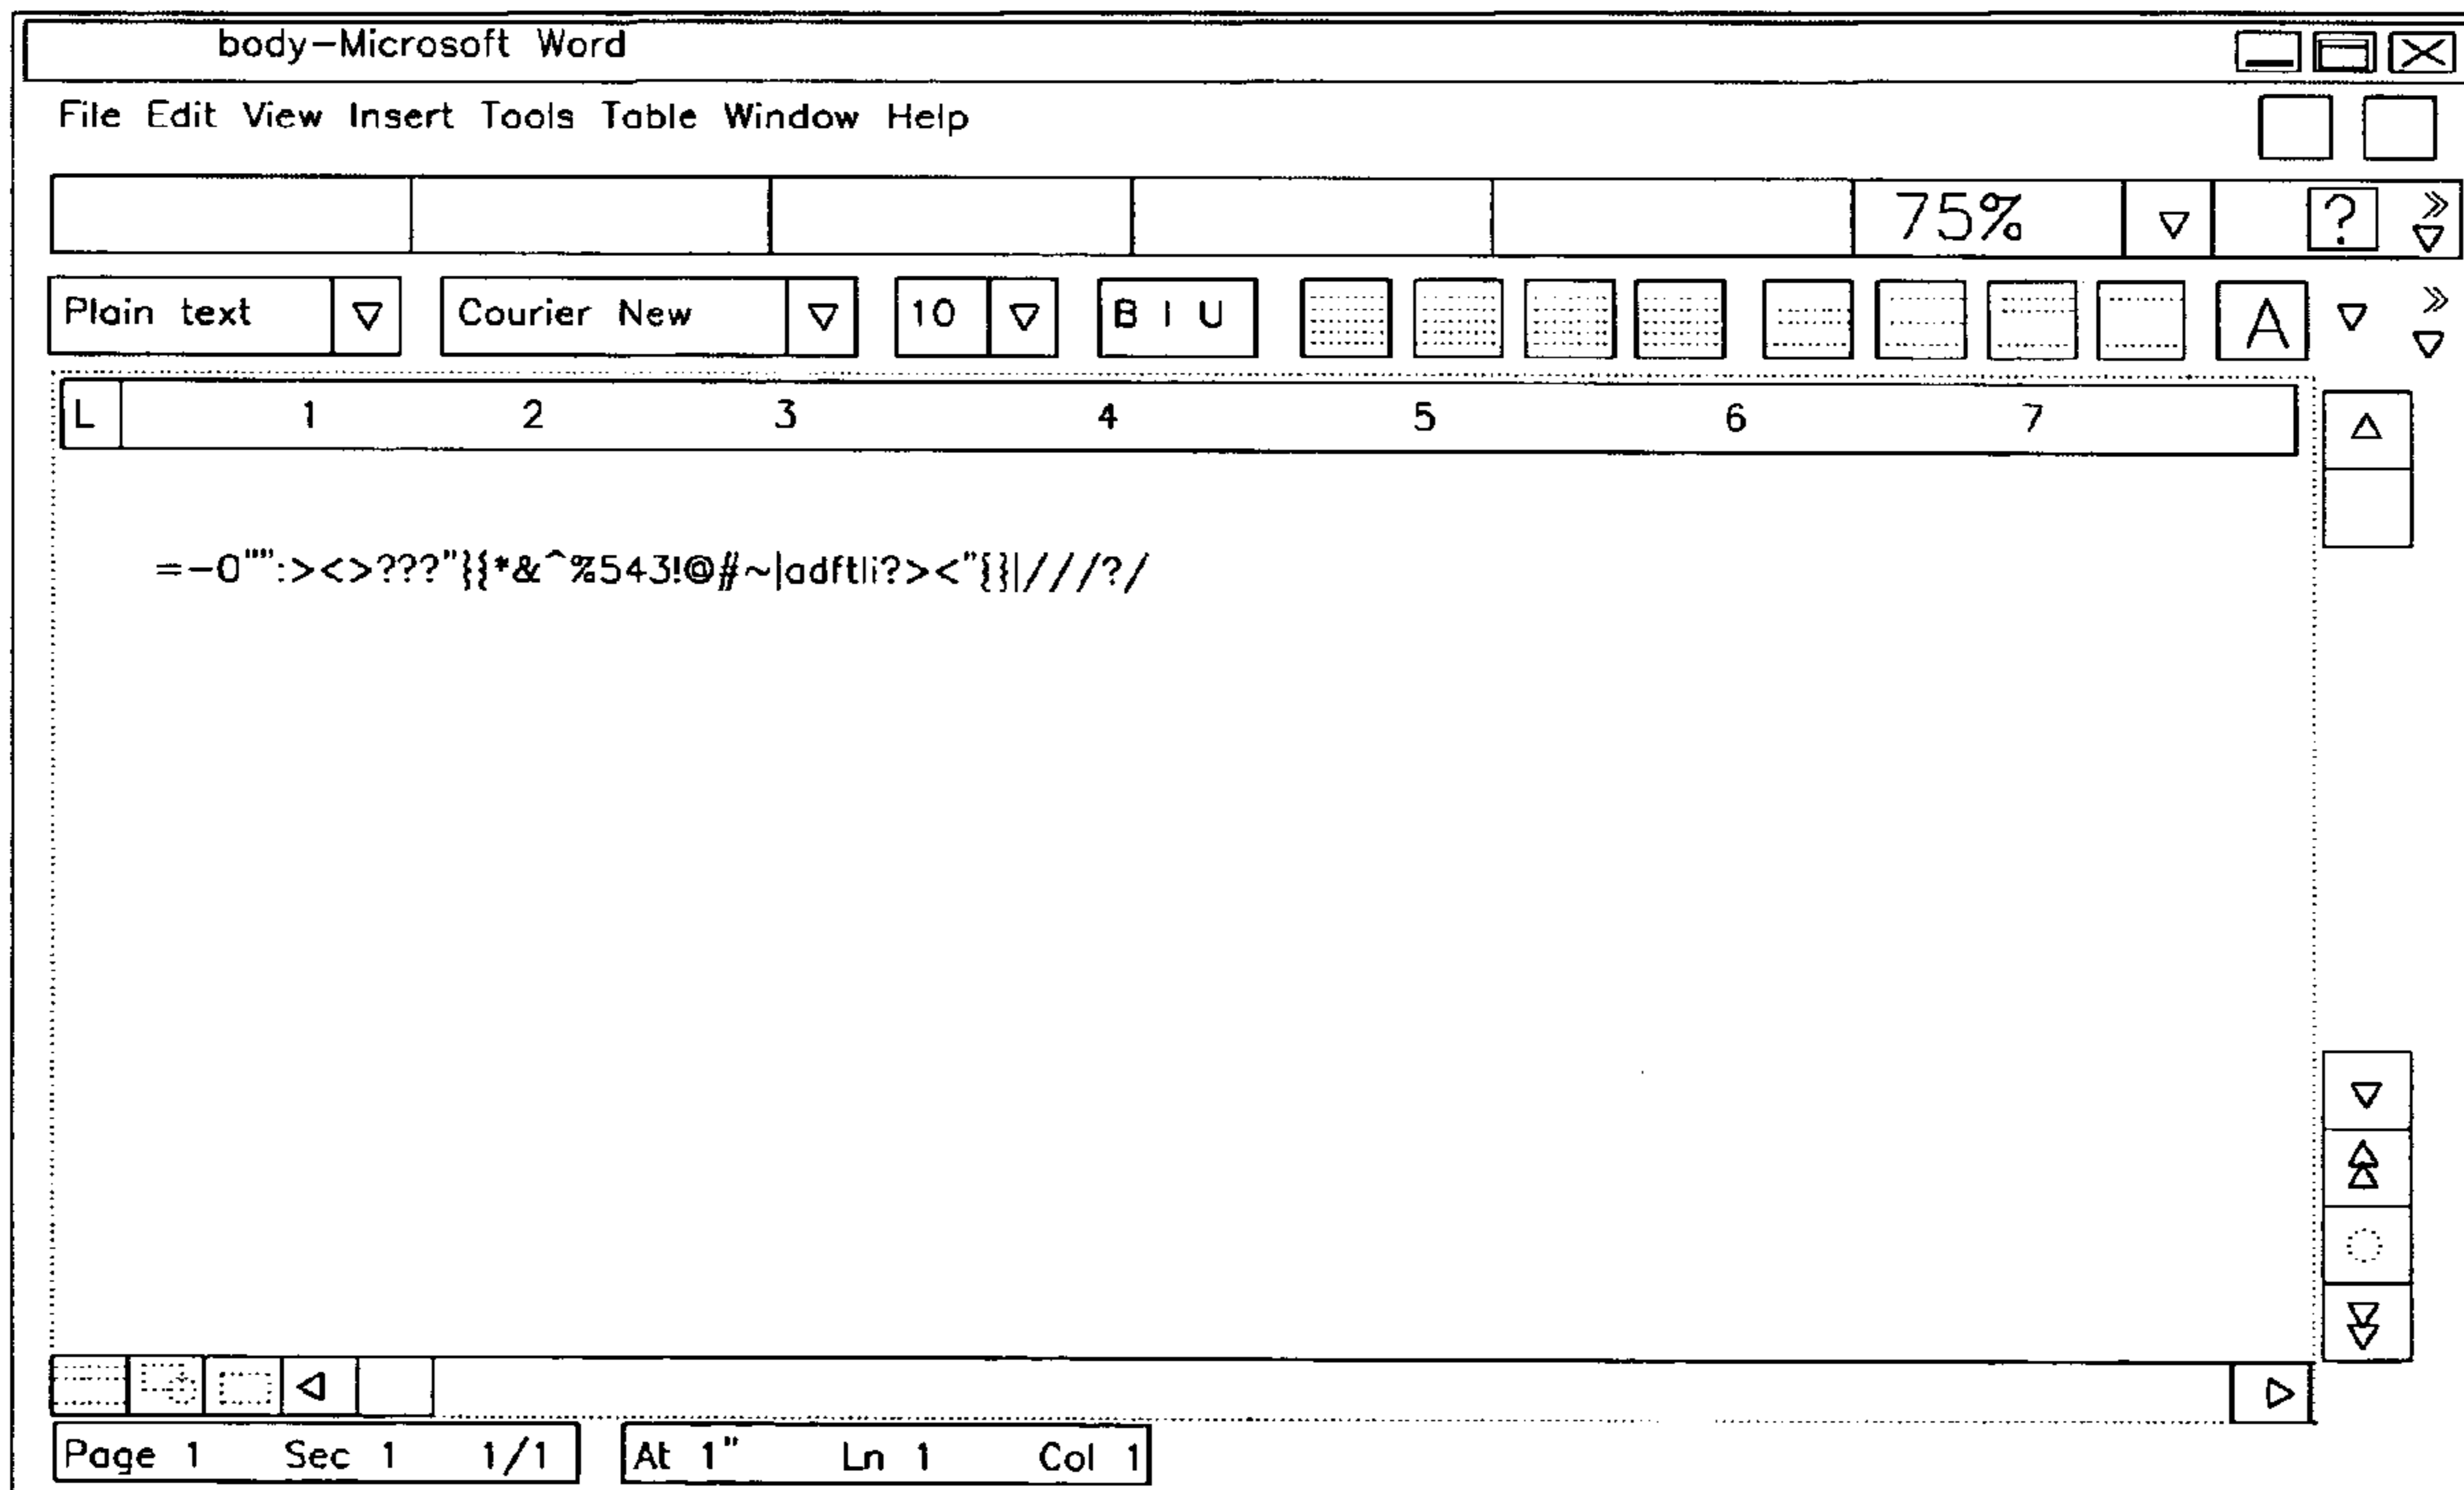 body-Microsoft Word
File Edit View Insert Tools Table Window Help
75% ?
Plain text Courier New 10 B I U A
L 1 2 3 4 5 6 7
=-0"":><>???"}{*&^%543!@#~|adftli?><"{}|///?/
Page 1 Sec 1 1/1 At 1" Ln 1 Col 1